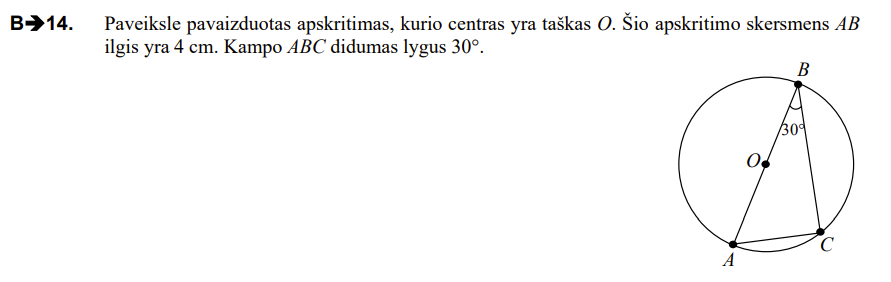 B➔14. Paveiksle pavaizduotas apskritimas, kurio centras yra taškas O. Šio apskritimo skersmens AB
ilgis yra 4 cm. Kampo ABC didumas lygus 30°.
B
30°
O
C
A